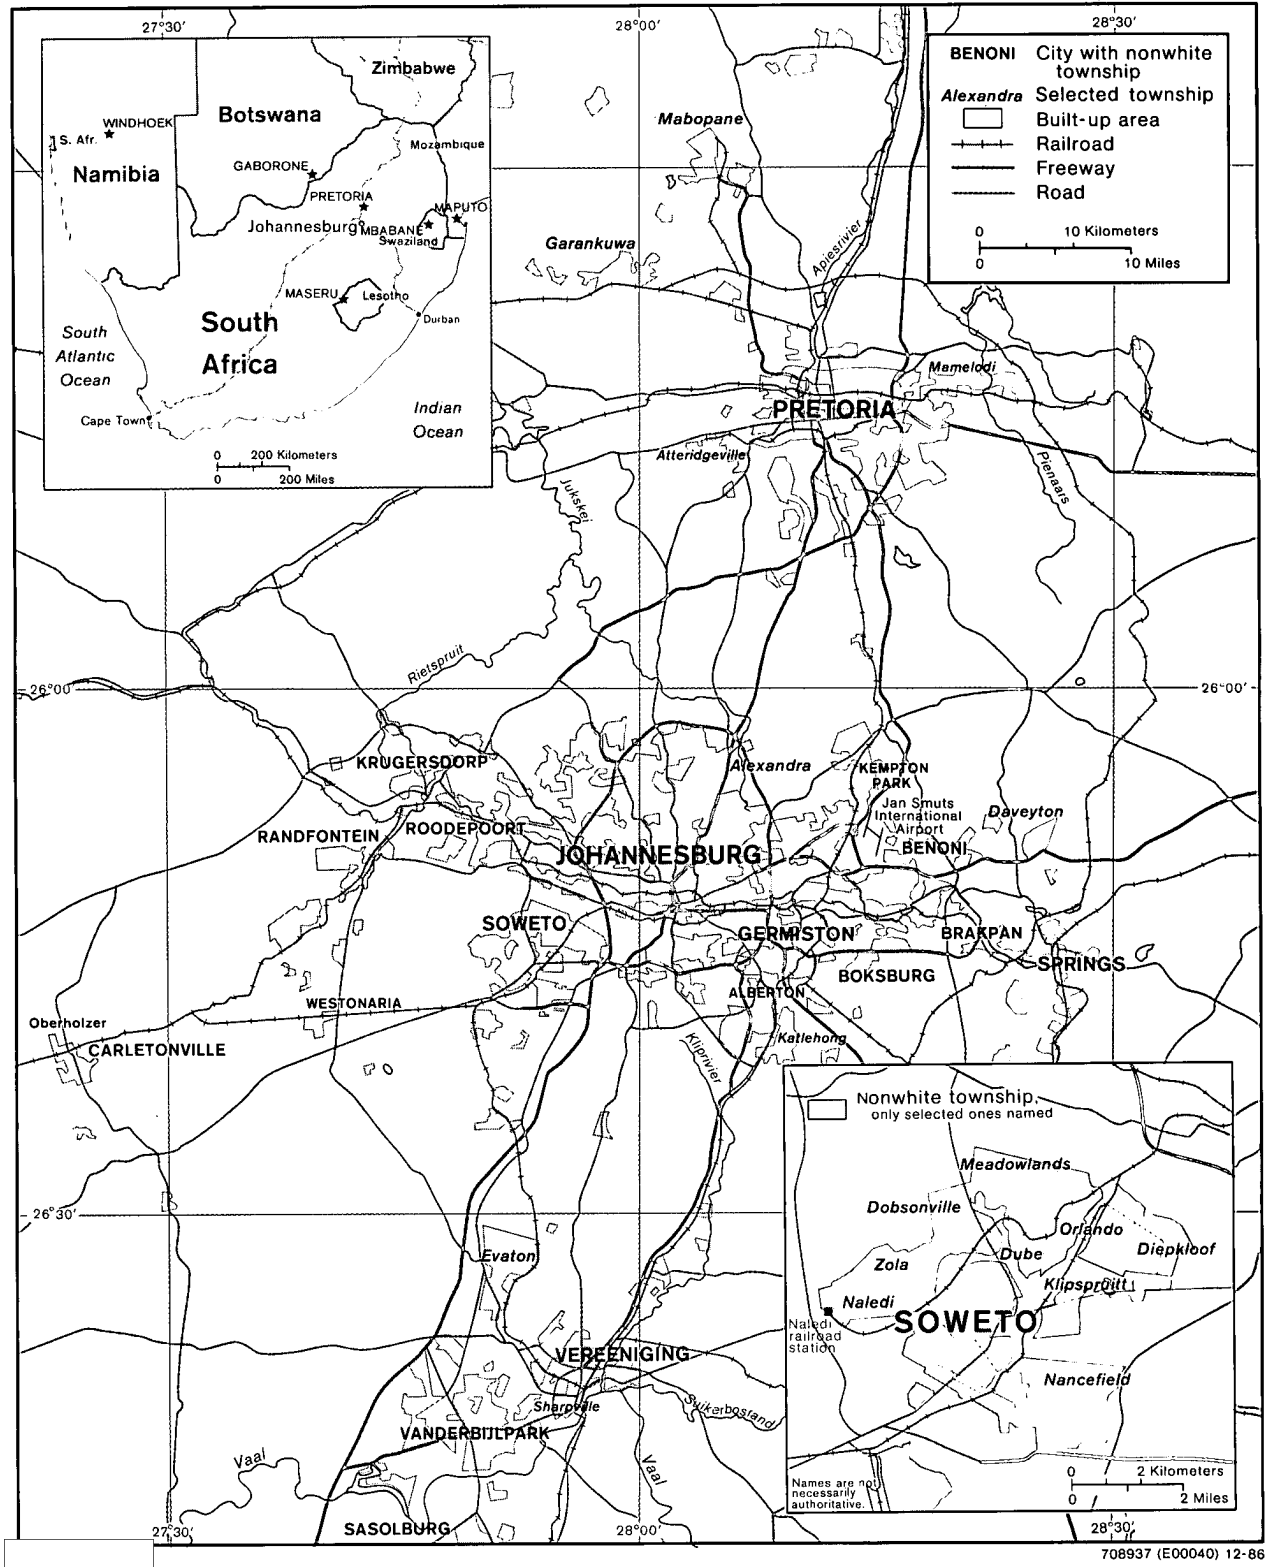 27°30′
28°00′
28°30′
Zimbabwe
Botswana
WINDHOEK
S. Afr.
Mozambique
Namibia
GABORONE
PRETORIA
MAPUTO
Johannesburg
MBABANE
Swaziland
MASERU
Lesotho
Durban
South
Africa
South
Atlantic
Ocean
Indian
Ocean
Cape Town
0 200 Kilometers
0 200 Miles
BENONI City with nonwhite
township
Alexandra Selected township
Built-up area
Railroad
Freeway
Road
0 10 Kilometers
0 10 Miles
Mabopane
Garankuwa
Apiesrivier
Mamelodi
PRETORIA
Atteridgeville
Pienaars
Jukskei
Rietspruit
26°00′
26°00′
KRUGERSDORP
Alexandra
KEMPTON
PARK
Jan Smuts
International
Airport
Daveyton
RANDFONTEIN
ROODEPOORT
JOHANNESBURG
BENONI
SOWETO
GERMISTON
BRAKPAN
SPRINGS
BOKSBURG
ALBERTON
WESTONARIA
Oberholzer
CARLETONVILLE
Katlehong
Kliprivier
26°30′
Evaton
VEREENIGING
Sharpville
Suikerbosrand
VANDERBIJLPARK
Vaal
Vaal
SASOLBURG
Nonwhite township,
only selected ones named
Meadowlands
Dobsonville
Orlando
Dube
Diepkloof
Zola
Klipspruit
Naledi
SOWETO
Naledi
railroad
station
Nancefield
Names are not
necessarily
authoritative.
0 2 Kilometers
0 2 Miles
27°30′
28°00′
28°30′
708937 (E00040) 12-86